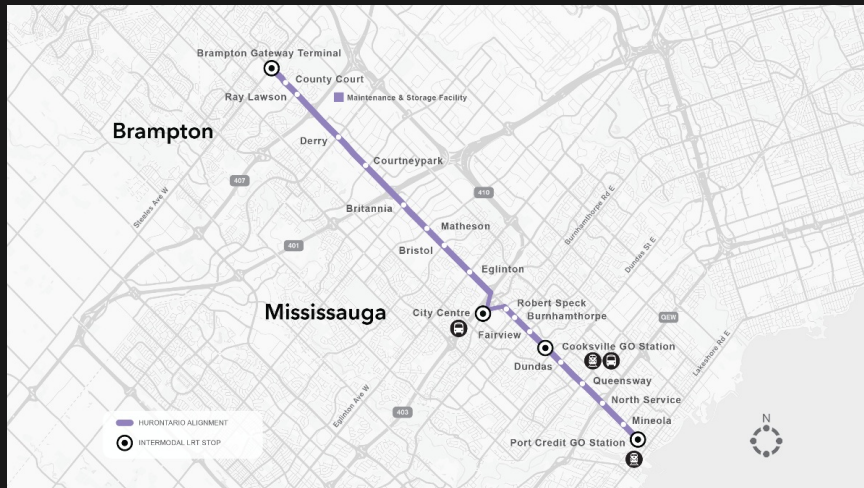 Brampton Gateway Terminal
County Court
Ray Lawson
Maintenance & Storage Facility
Brampton
Derry
Courtneypark
407
410
Steeles Ave W
Britannia
Burnhamthorpe Rd E
Matheson
401
Bristol
Dundas St E
Eglinton
Robert Speck
Mississauga
City Centre
Burnhamthorpe
QEW
Fairview
Cooksville GO Station
Lakeshore Rd E
Dundas
Queensway
Eglinton Ave W
North Service
403
Mineola
HURONTARIO ALIGNMENT
N
INTERMODAL LRT STOP
Port Credit GO Station